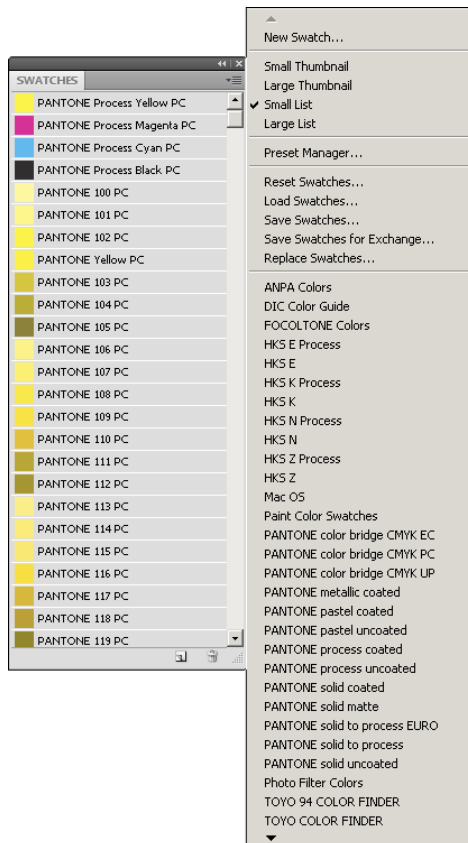 SWATCHES
PANTONE Process Yellow PC
PANTONE Process Magenta PC
PANTONE Process Cyan PC
PANTONE Process Black PC
PANTONE 100 PC
PANTONE 101 PC
PANTONE 102 PC
PANTONE Yellow PC
PANTONE 103 PC
PANTONE 104 PC
PANTONE 105 PC
PANTONE 106 PC
PANTONE 107 PC
PANTONE 108 PC
PANTONE 109 PC
PANTONE 110 PC
PANTONE 111 PC
PANTONE 112 PC
PANTONE 113 PC
PANTONE 114 PC
PANTONE 115 PC
PANTONE 116 PC
PANTONE 117 PC
PANTONE 118 PC
PANTONE 119 PC
New Swatch...
Small Thumbnail
Large Thumbnail
Small List
Large List
Preset Manager...
Reset Swatches...
Load Swatches...
Save Swatches...
Save Swatches for Exchange...
Replace Swatches...
ANPA Colors
DIC Color Guide
FOCOLTONE Colors
HKS E Process
HKS E
HKS K Process
HKS K
HKS N Process
HKS N
HKS Z Process
HKS Z
Mac OS
Paint Color Swatches
PANTONE color bridge CMYK EC
PANTONE color bridge CMYK PC
PANTONE color bridge CMYK UP
PANTONE metallic coated
PANTONE pastel coated
PANTONE pastel uncoated
PANTONE process coated
PANTONE process uncoated
PANTONE solid coated
PANTONE solid matte
PANTONE solid to process EURO
PANTONE solid to process
PANTONE solid uncoated
Photo Filter Colors
TOYO 94 COLOR FINDER
TOYO COLOR FINDER